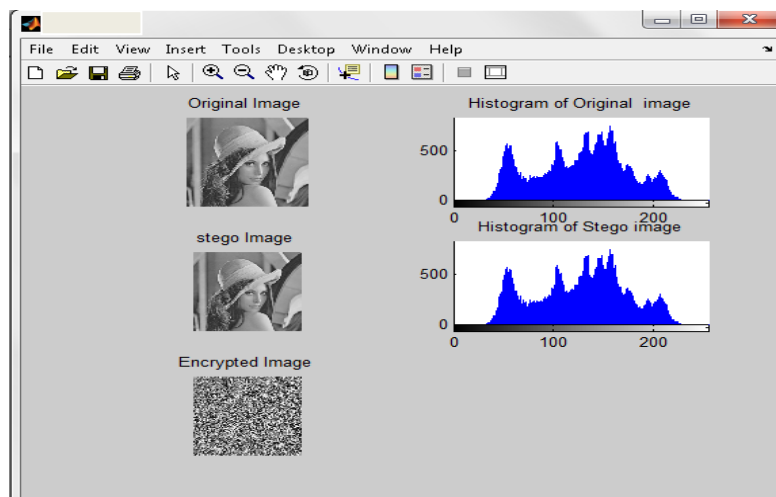 File Edit View Insert Tools Desktop Window Help
Original Image
Histogram of Original image
500
0
0 100 200
stego Image
Histogram of Stego image
500
0
0 100 200
Encrypted Image